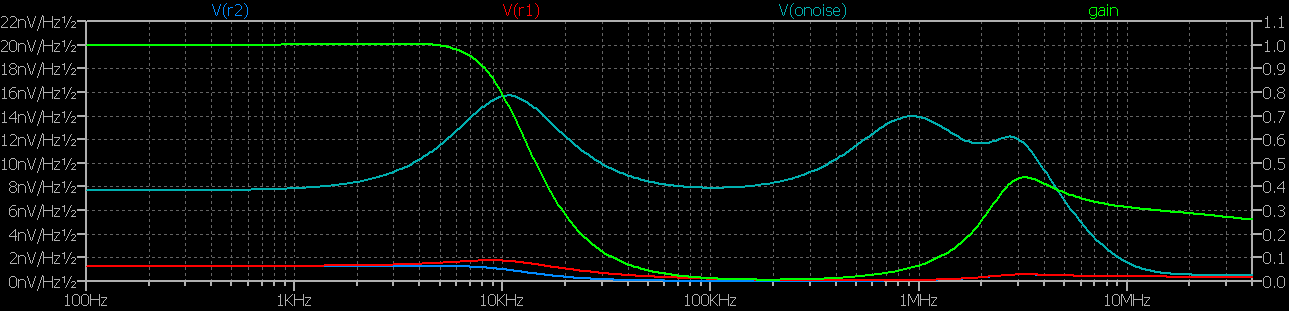 V(r2) V(r1) V(onoise) gain
22nV/Hz½ 1.1
20nV/Hz½ 1.0
18nV/Hz½ 0.9
16nV/Hz½ 0.8
14nV/Hz½ 0.7
12nV/Hz½ 0.6
10nV/Hz½ 0.5
8nV/Hz½ 0.4
6nV/Hz½ 0.3
4nV/Hz½ 0.2
2nV/Hz½ 0.1
0nV/Hz½ 0.0
100Hz 1KHz 10KHz 100KHz 1MHz 10MHz